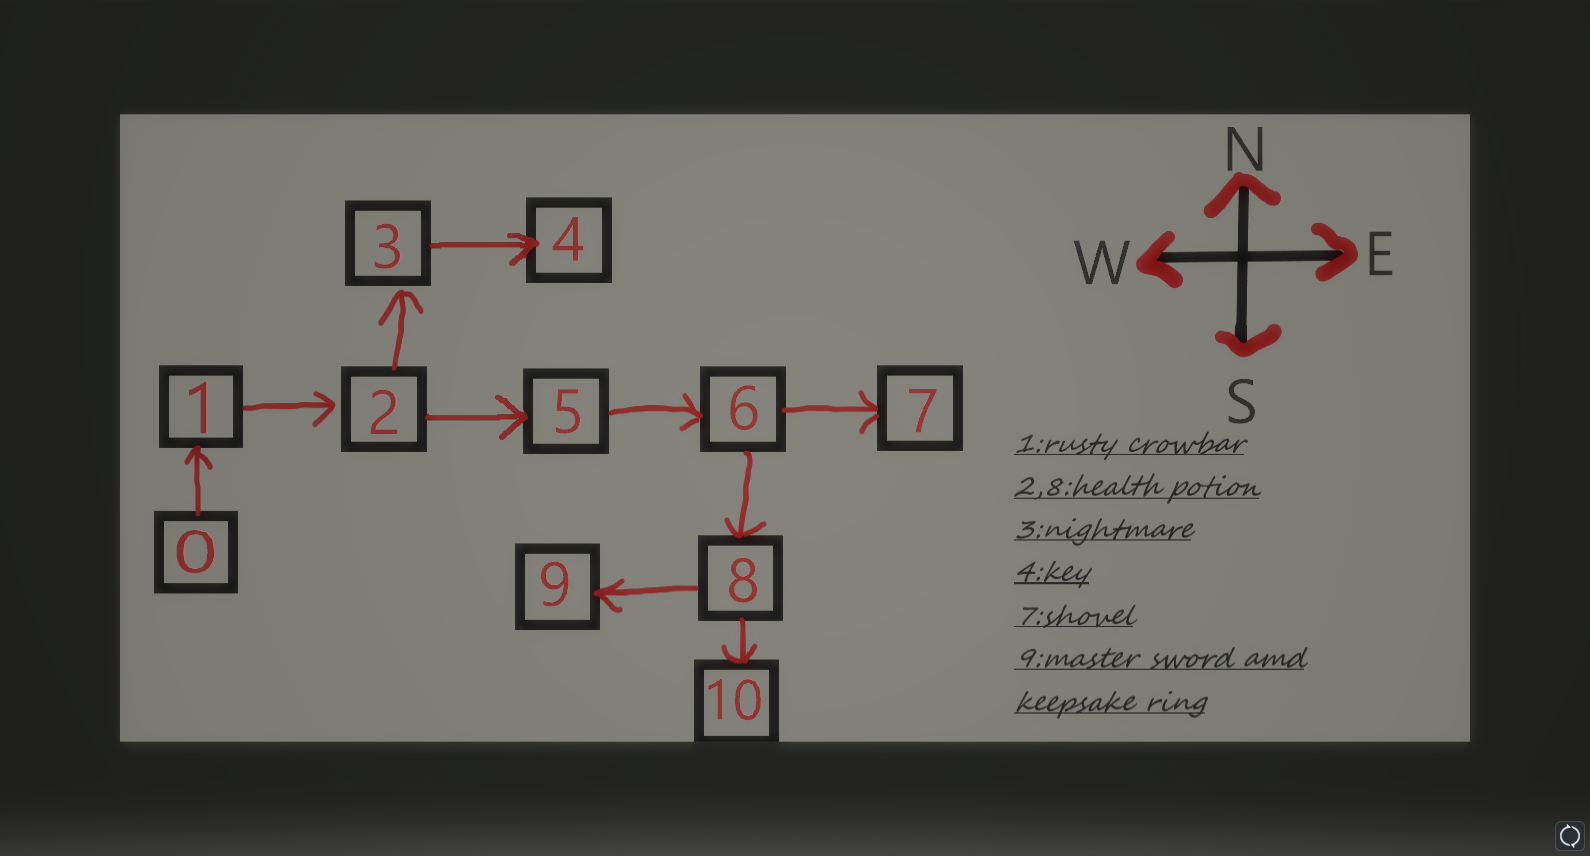 N
W E
S
3 4
1 2 5 6 7
0 9 8
10
1:rusty crowbar
2,8:health potion
3:nightmare
4:key
7:shovel
9:master sword amd
keepsake ring